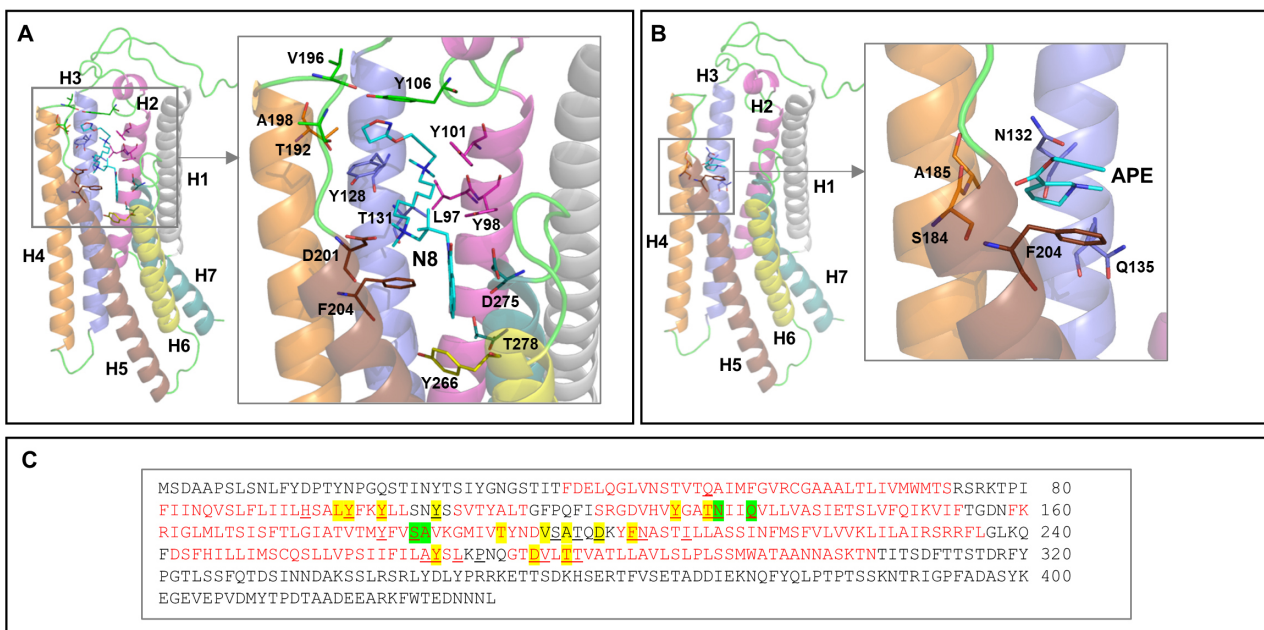 A
H3
H2
H1
H4
H7
H6
H5
V196
Y106
A198
T192
Y101
Y128
T131
L97
Y98
D201
N8
F204
D275
T278
Y266
B
H3
H2
H1
H4
H7
H6
H5
N132
A185
APE
S184
F204
Q135
C
MSDAAPSLSNLFYDPTYNPGQSTINYTSIYGNGSTITFDELQGLVNSTVTQAIMFGVRCGAAALTLIVMWMTSRSRKTPI 80
FIINQVSLFLIILHSALYFKYLLSNYSSVTYALTGFPQFISRGDVHVYGATNIIQVLLVASIETSLVFQIKVIFTGDNFK 160
RIGLMLTSISFTLGIATVTMYFVSAVKGMIVTYNDVSATQDKYFNASTILLASSINFMSFVLVVKLILAIRSRRFLGLKQ 240
FDSFHILLIMSCQSLLVPSIIFILAYSLKPNQGTDVLTTVATLLAVLSLPLSSMWATAANNASKTNTITSDFTTSTDRFY 320
PGTLSSFQTDSINNDAKSSLRSRLYDLYPRRKETTSDKHSERTFVSETADDIEKNQFYQLPTPTSSKNTRIGPFADASYK 400
EGEVEPVDMYTPDTAADEEARKFWTEDNNNL